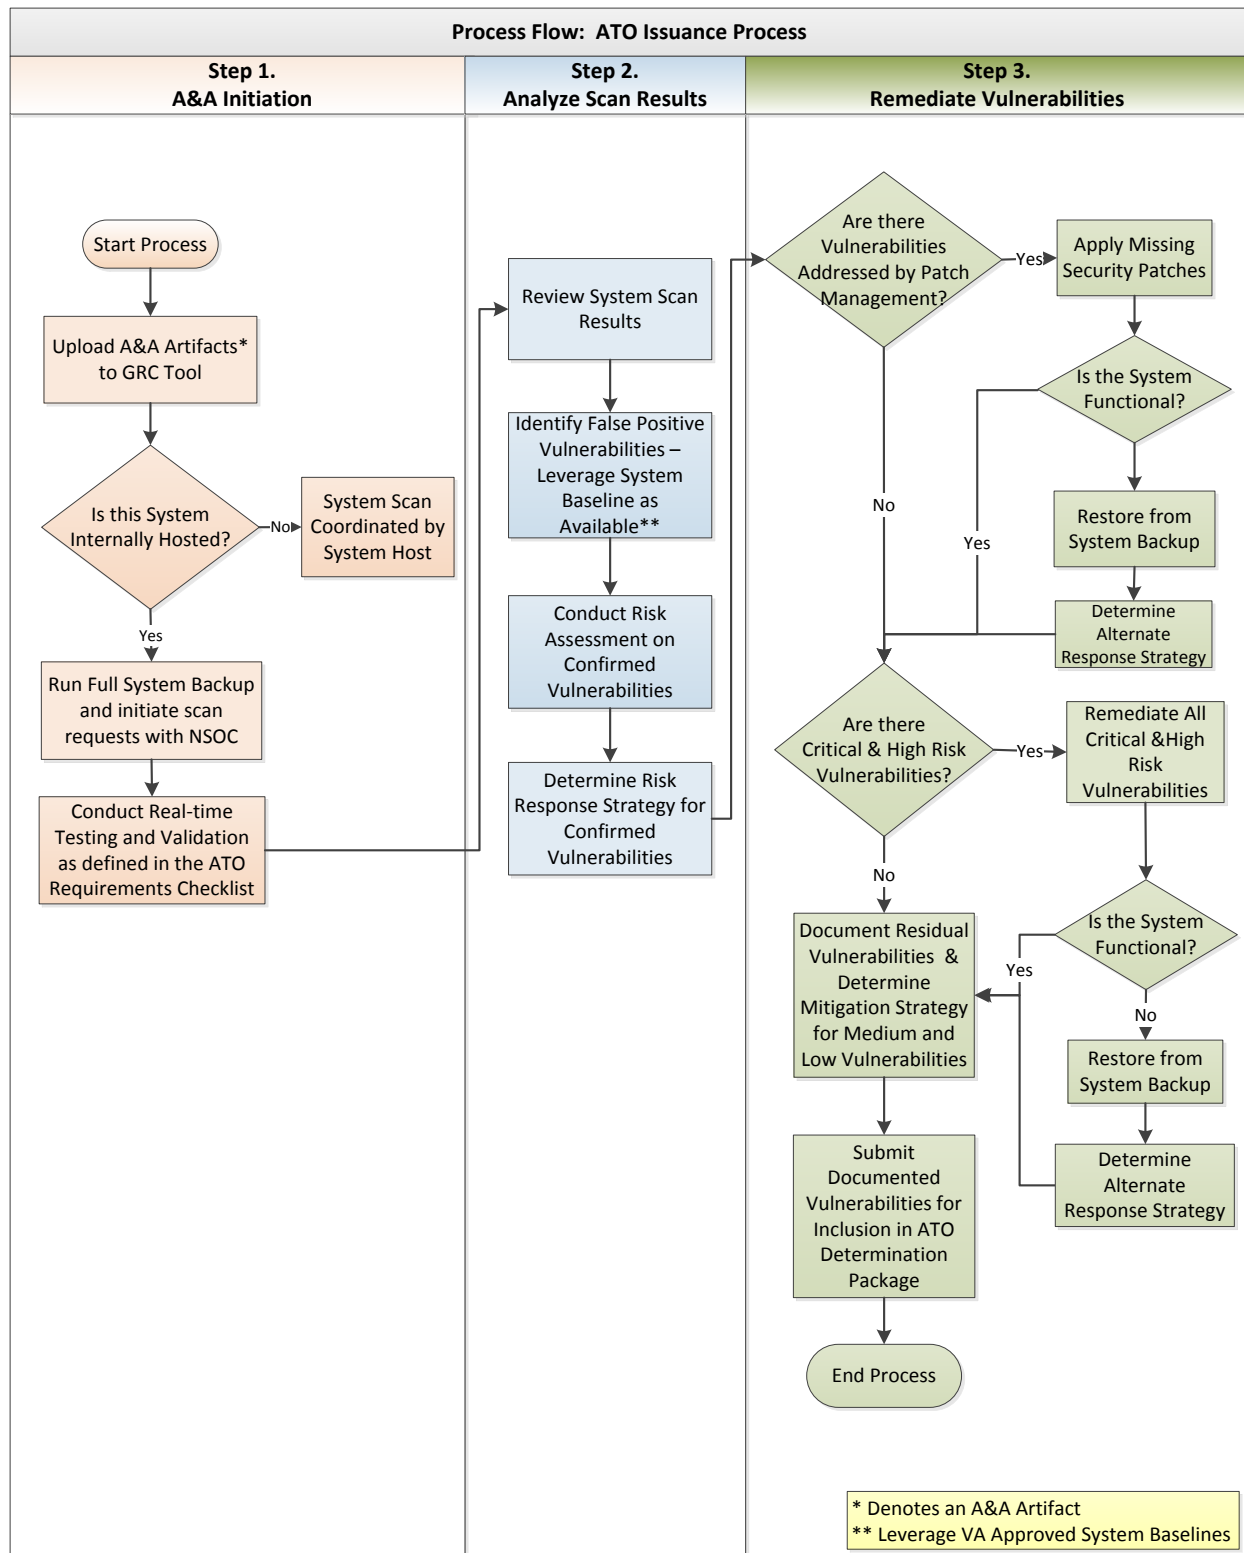 Process Flow:  ATO Issuance Process
Step 1.
A&A Initiation
Step 2.
Analyze Scan Results
Step 3.
Remediate Vulnerabilities
Start Process
Upload A&A Artifacts*
to GRC Tool
Is this System
Internally Hosted?
No
System Scan
Coordinated by
System Host
Yes
Run Full System Backup
and initiate scan
requests with NSOC
Conduct Real-time
Testing and Validation
as defined in the ATO
Requirements Checklist
Review System Scan
Results
Identify False Positive
Vulnerabilities –
Leverage System
Baseline as
Available**
Conduct Risk
Assessment on
Confirmed
Vulnerabilities
Determine Risk
Response Strategy for
Confirmed
Vulnerabilities
Are there
Vulnerabilities
Addressed by Patch
Management?
Yes
Apply Missing
Security Patches
Is the System
Functional?
No
Yes
Restore from
System Backup
Determine
Alternate
Response Strategy
Are there
Critical & High Risk
Vulnerabilities?
Yes
Remediate All
Critical &High
Risk
Vulnerabilities
No
Is the System
Functional?
Yes
No
Document Residual
Vulnerabilities  &
Determine
Mitigation Strategy
for Medium and
Low Vulnerabilities
Restore from
System Backup
Determine
Alternate
Response Strategy
Submit
Documented
Vulnerabilities for
Inclusion in ATO
Determination
Package
End Process
* Denotes an A&A Artifact
** Leverage VA Approved System Baselines